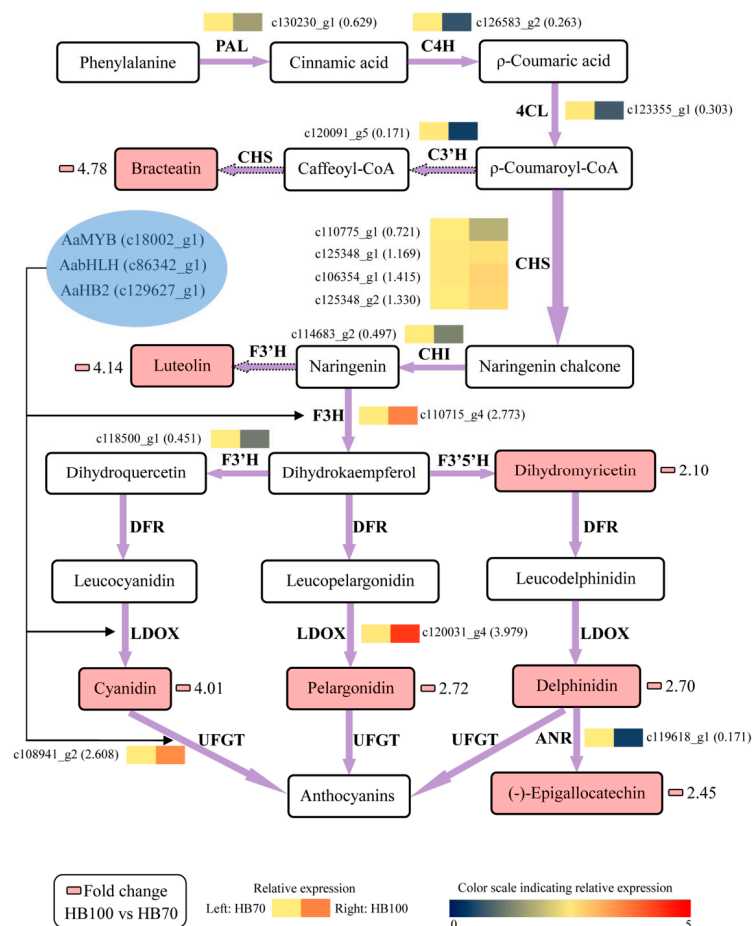 c130230_g1 (0.629)
c126583_g2 (0.263)
PAL
C4H
Phenylalanine
Cinnamic acid
ρ-Coumaric acid
4CL
c123355_g1 (0.303)
c120091_g5 (0.171)
CHS
C3’H
4.78
Bracteatin
Caffeoyl-CoA
ρ-Coumaroyl-CoA
AaMYB (c18002_g1)
AabHLH (c86342_g1)
AaHB2 (c129627_g1)
c110775_g1 (0.721)
c125348_g1 (1.169)
c106354_g1 (1.415)
c125348_g2 (1.330)
CHS
c114683_g2 (0.497)
F3’H
CHI
4.14
Luteolin
Naringenin
Naringenin chalcone
F3H
c110715_g4 (2.773)
c118500_g1 (0.451)
F3’H
F3’5’H
Dihydroquercetin
Dihydrokaempferol
Dihydromyricetin
2.10
DFR
DFR
DFR
Leucocyanidin
Leucopelargonidin
Leucodelphinidin
LDOX
LDOX
c120031_g4 (3.979)
LDOX
Cyanidin
4.01
Pelargonidin
2.72
Delphinidin
2.70
c108941_g2 (2.608)
UFGT
UFGT
UFGT
ANR
c119618_g1 (0.171)
Anthocyanins
(-)-Epigallocatechin
2.45
Fold change
HB100 vs HB70
Relative expression
Left: HB70
Right: HB100
Color scale indicating relative expression
0
5